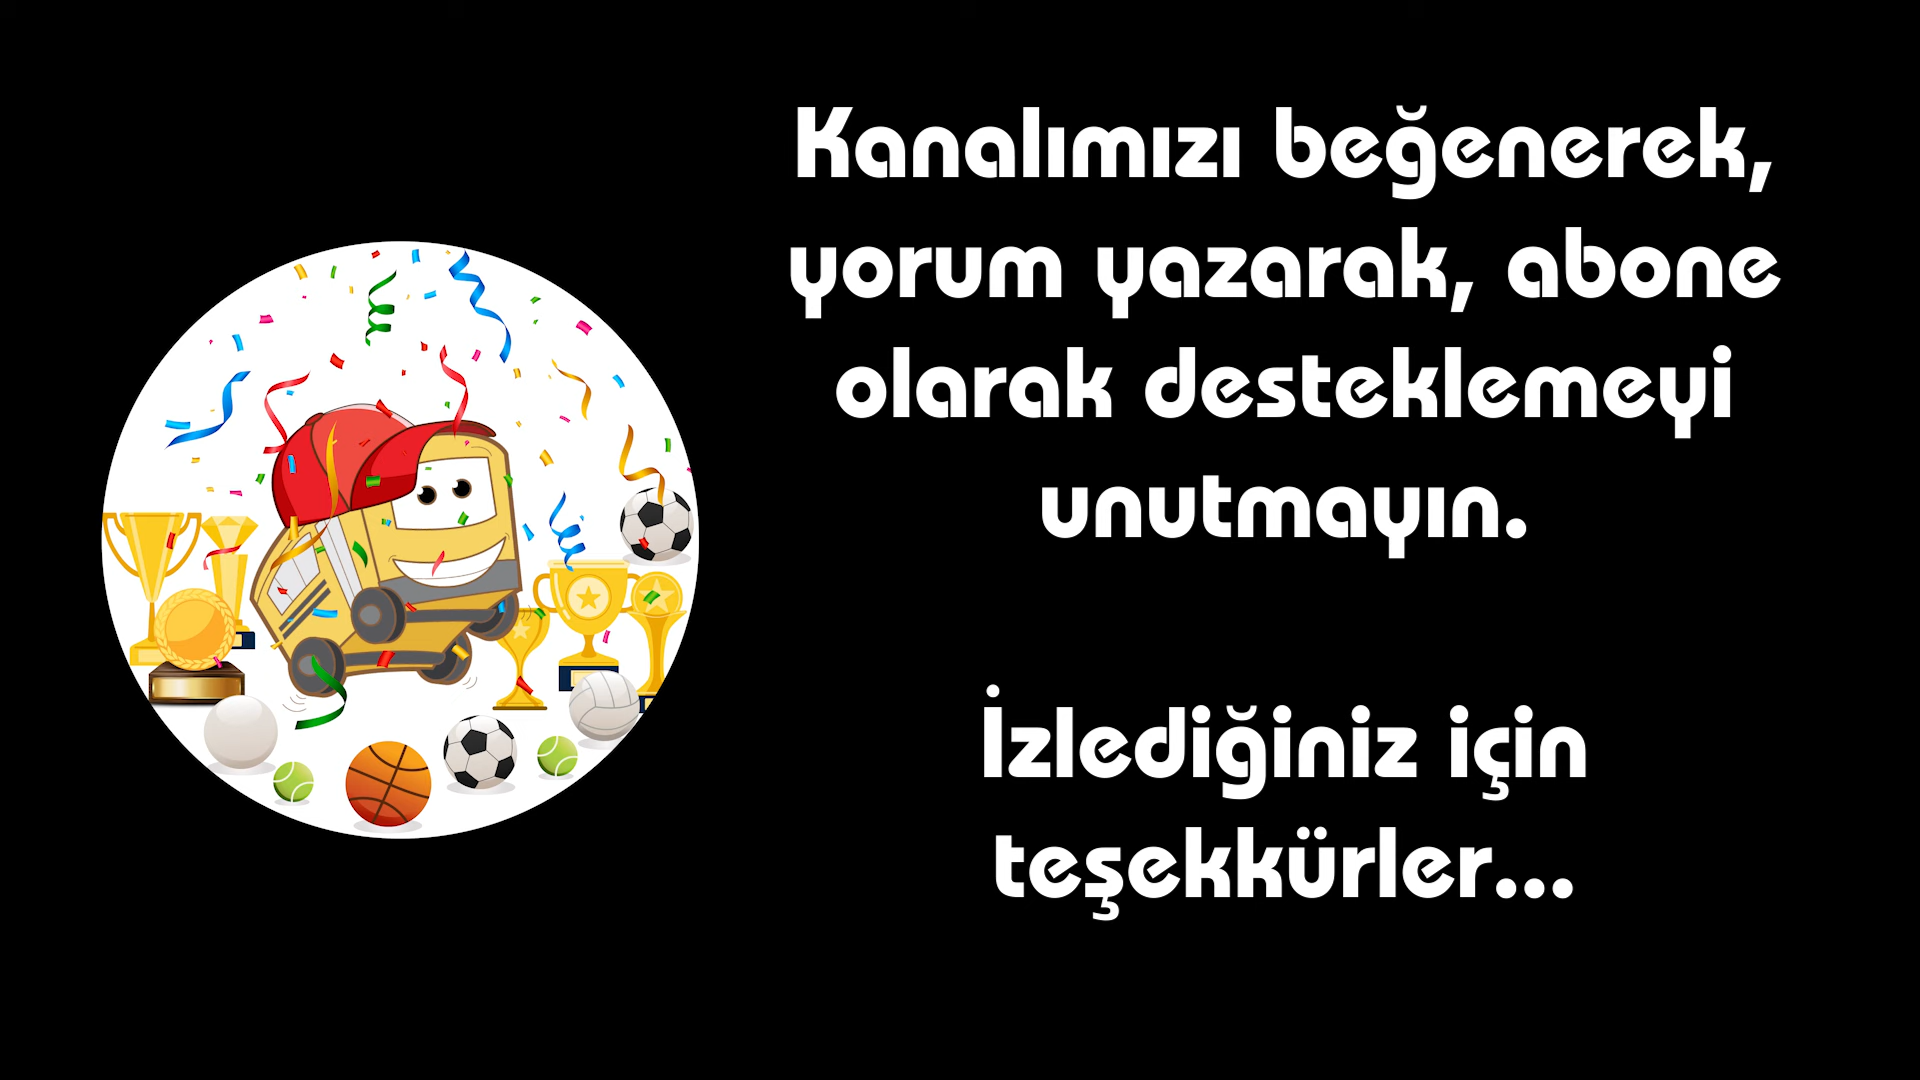 Kanalımızı beğenerek,
yorum yazarak, abone
olarak desteklemeyi
unutmayın.
İzlediğiniz için
teşekkürler...